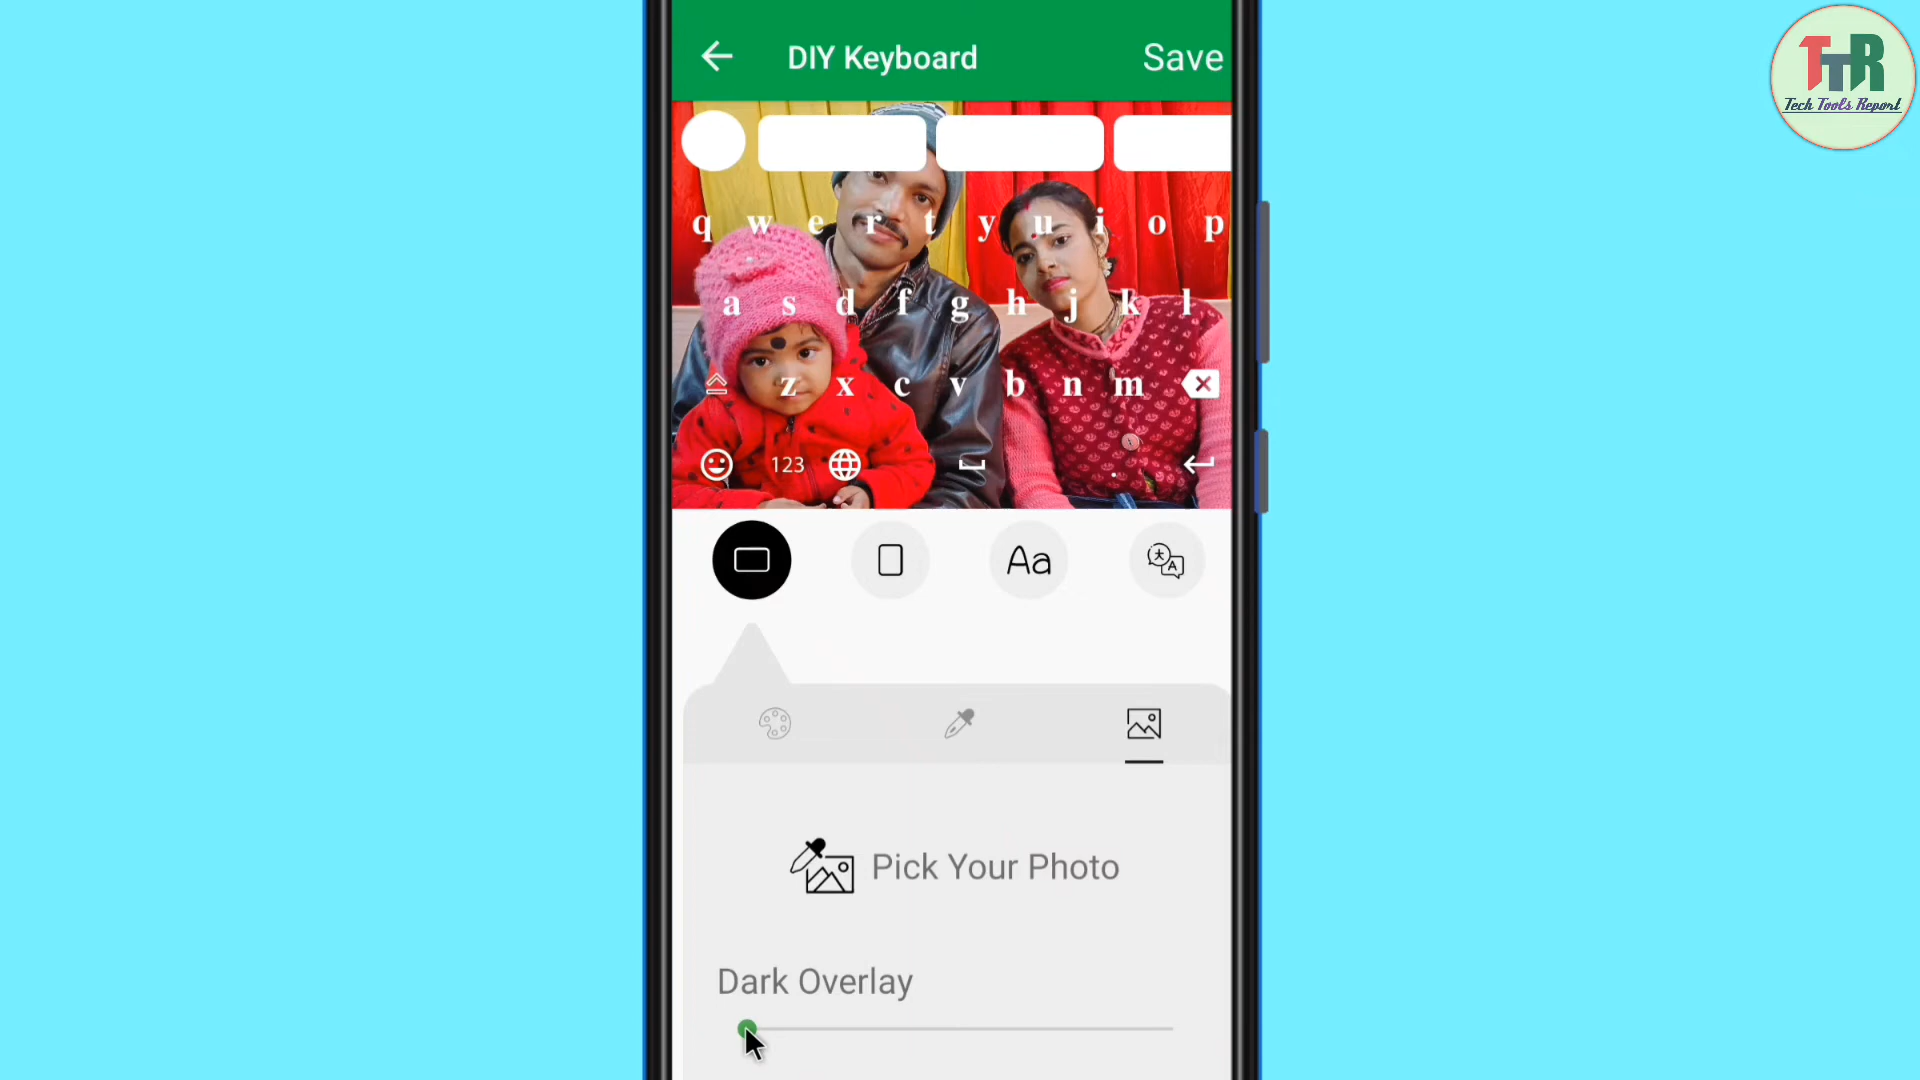 DIY Keyboard Save
TTR
Tech Tools Report
q w e r t y u i o p
a s d f g h j k l
z x c v b n m
123 .
Aa
Pick Your Photo
Dark Overlay